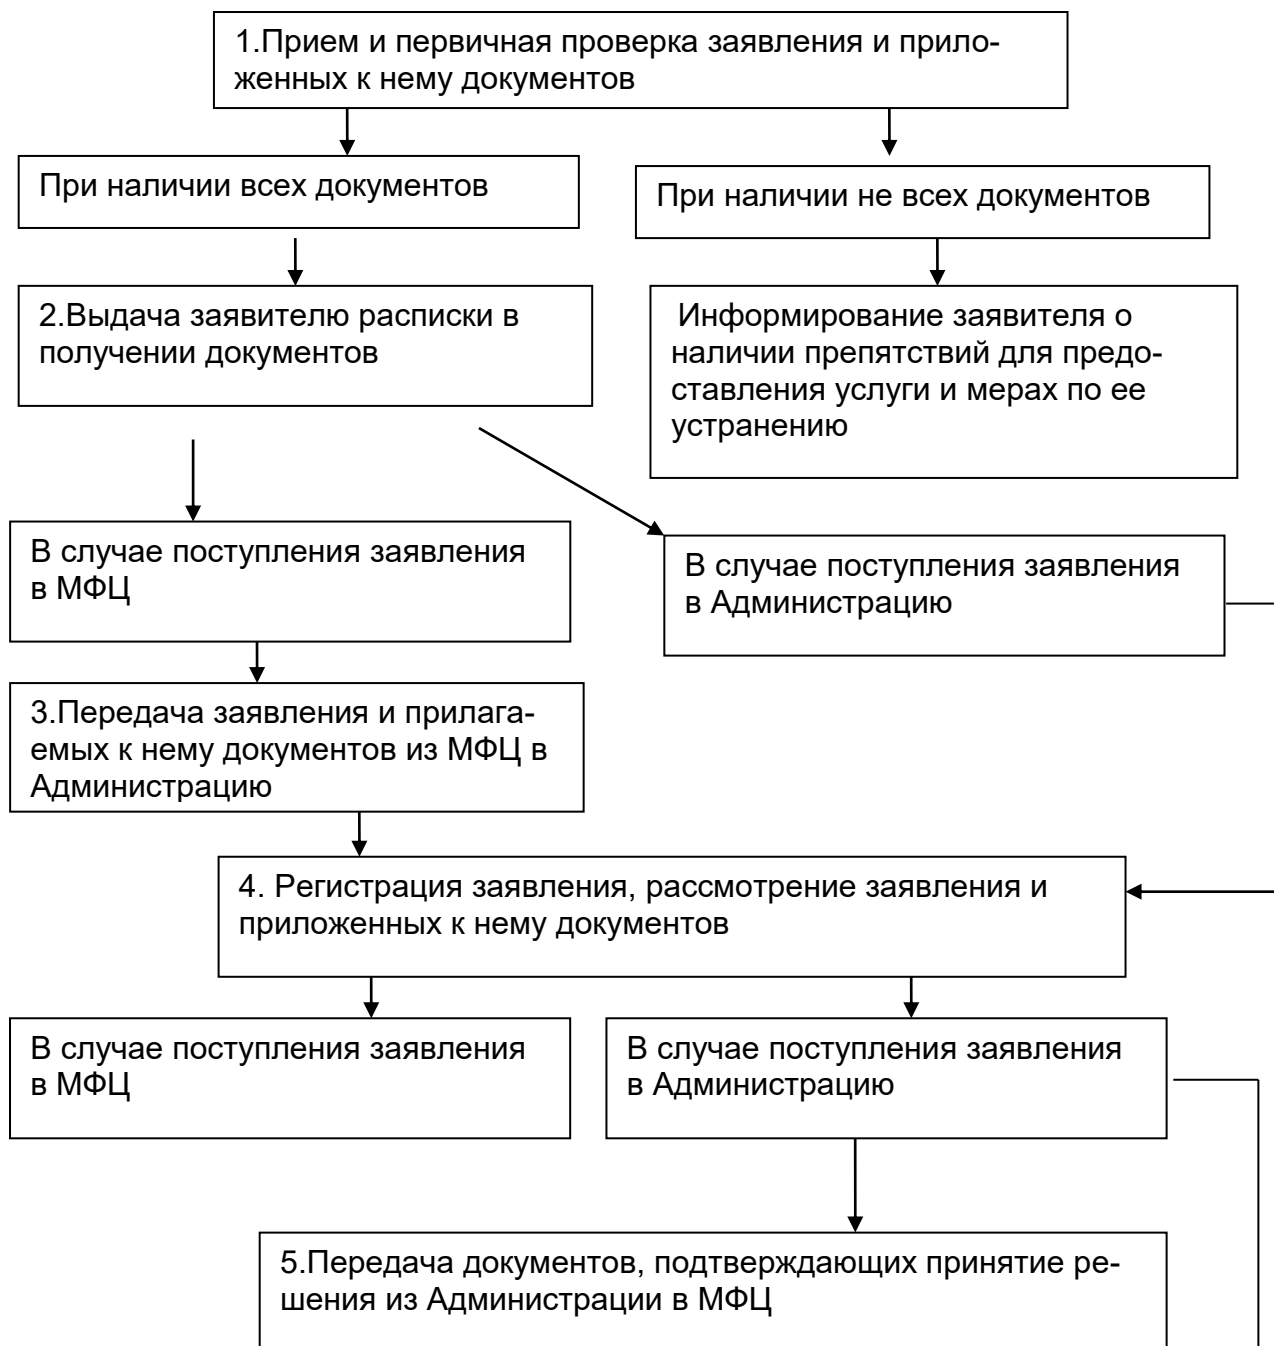 1.Прием и первичная проверка заявления и прило-
женных к нему документов
При наличии всех документов
При наличии не всех документов
2.Выдача заявителю расписки в
получении документов
Информирование заявителя о
наличии препятствий для предо-
ставления услуги и мерах по ее
устранению
В случае поступления заявления
в МФЦ
В случае поступления заявления
в Администрацию
3.Передача заявления и прилага-
емых к нему документов из МФЦ в
Администрацию
4. Регистрация заявления, рассмотрение заявления и
приложенных к нему документов
В случае поступления заявления
в МФЦ
В случае поступления заявления
в Администрацию
5.Передача документов, подтверждающих принятие ре-
шения из Администрации в МФЦ